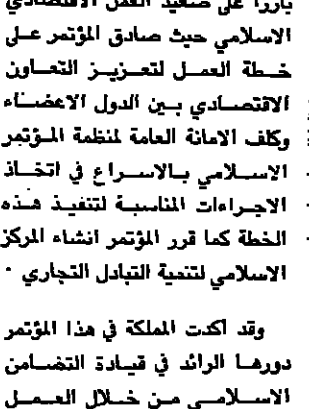 بارزا على صعيد العمل الاقتصادي
الاسلامي حيث صادق المؤتمر على
خطة العمل لتعزيز التعاون
الاقتصادي بين الدول الاعضاء
وكلف الامانة العامة لمنظمة المؤتمر
الاسلامي بالاسراع في اتخاذ
الاجراءات المناسبة لتنفيذ هذه
الخطة كما قرر المؤتمر انشاء المركز
الاسلامي لتنمية التبادل التجاري ٠
وقد اكدت المملكة في هذا المؤتمر
دورها الرائد في قيادة التضامن
الاسلامي من خلال العمل